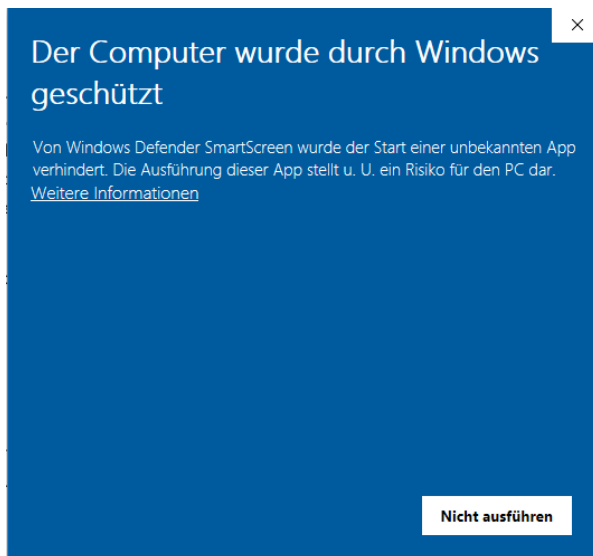 Der Computer wurde durch Windows
geschützt
Von Windows Defender SmartScreen wurde der Start einer unbekannten App
verhindert. Die Ausführung dieser App stellt u. U. ein Risiko für den PC dar.
Weitere Informationen
Nicht ausführen